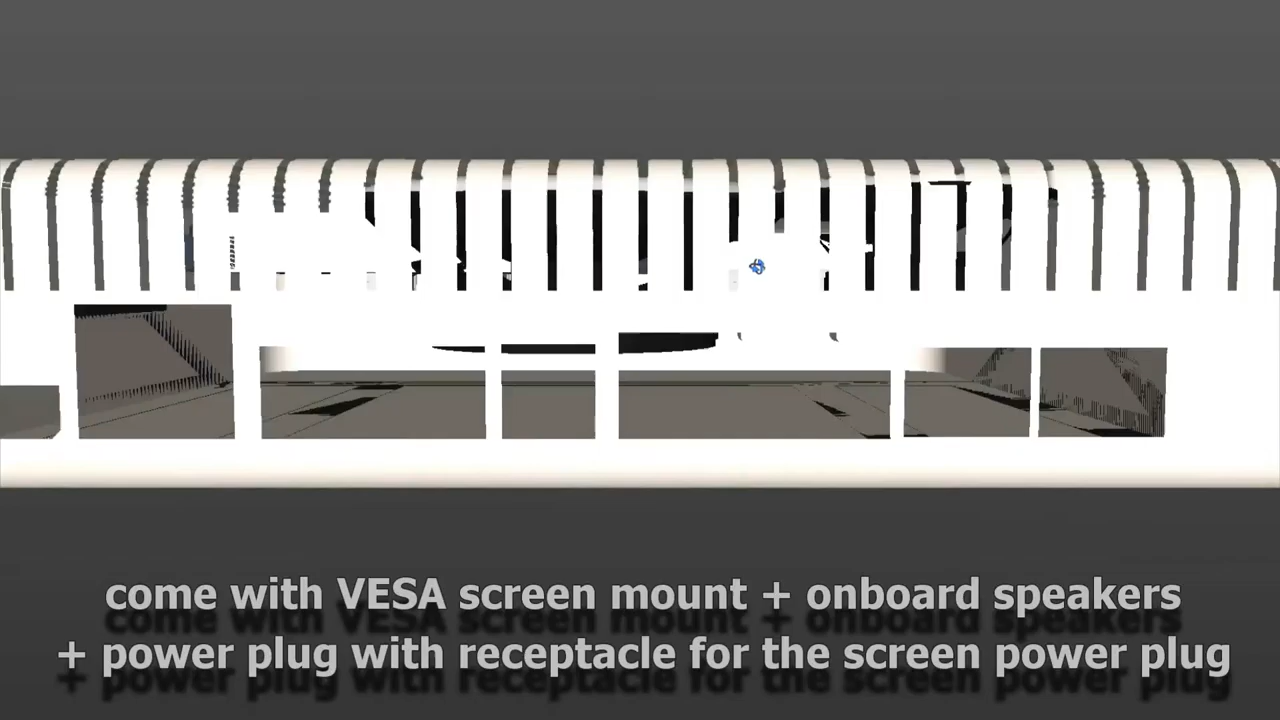 come with VESA screen mount + onboard speakers
+ power plug with receptacle for the screen power plug